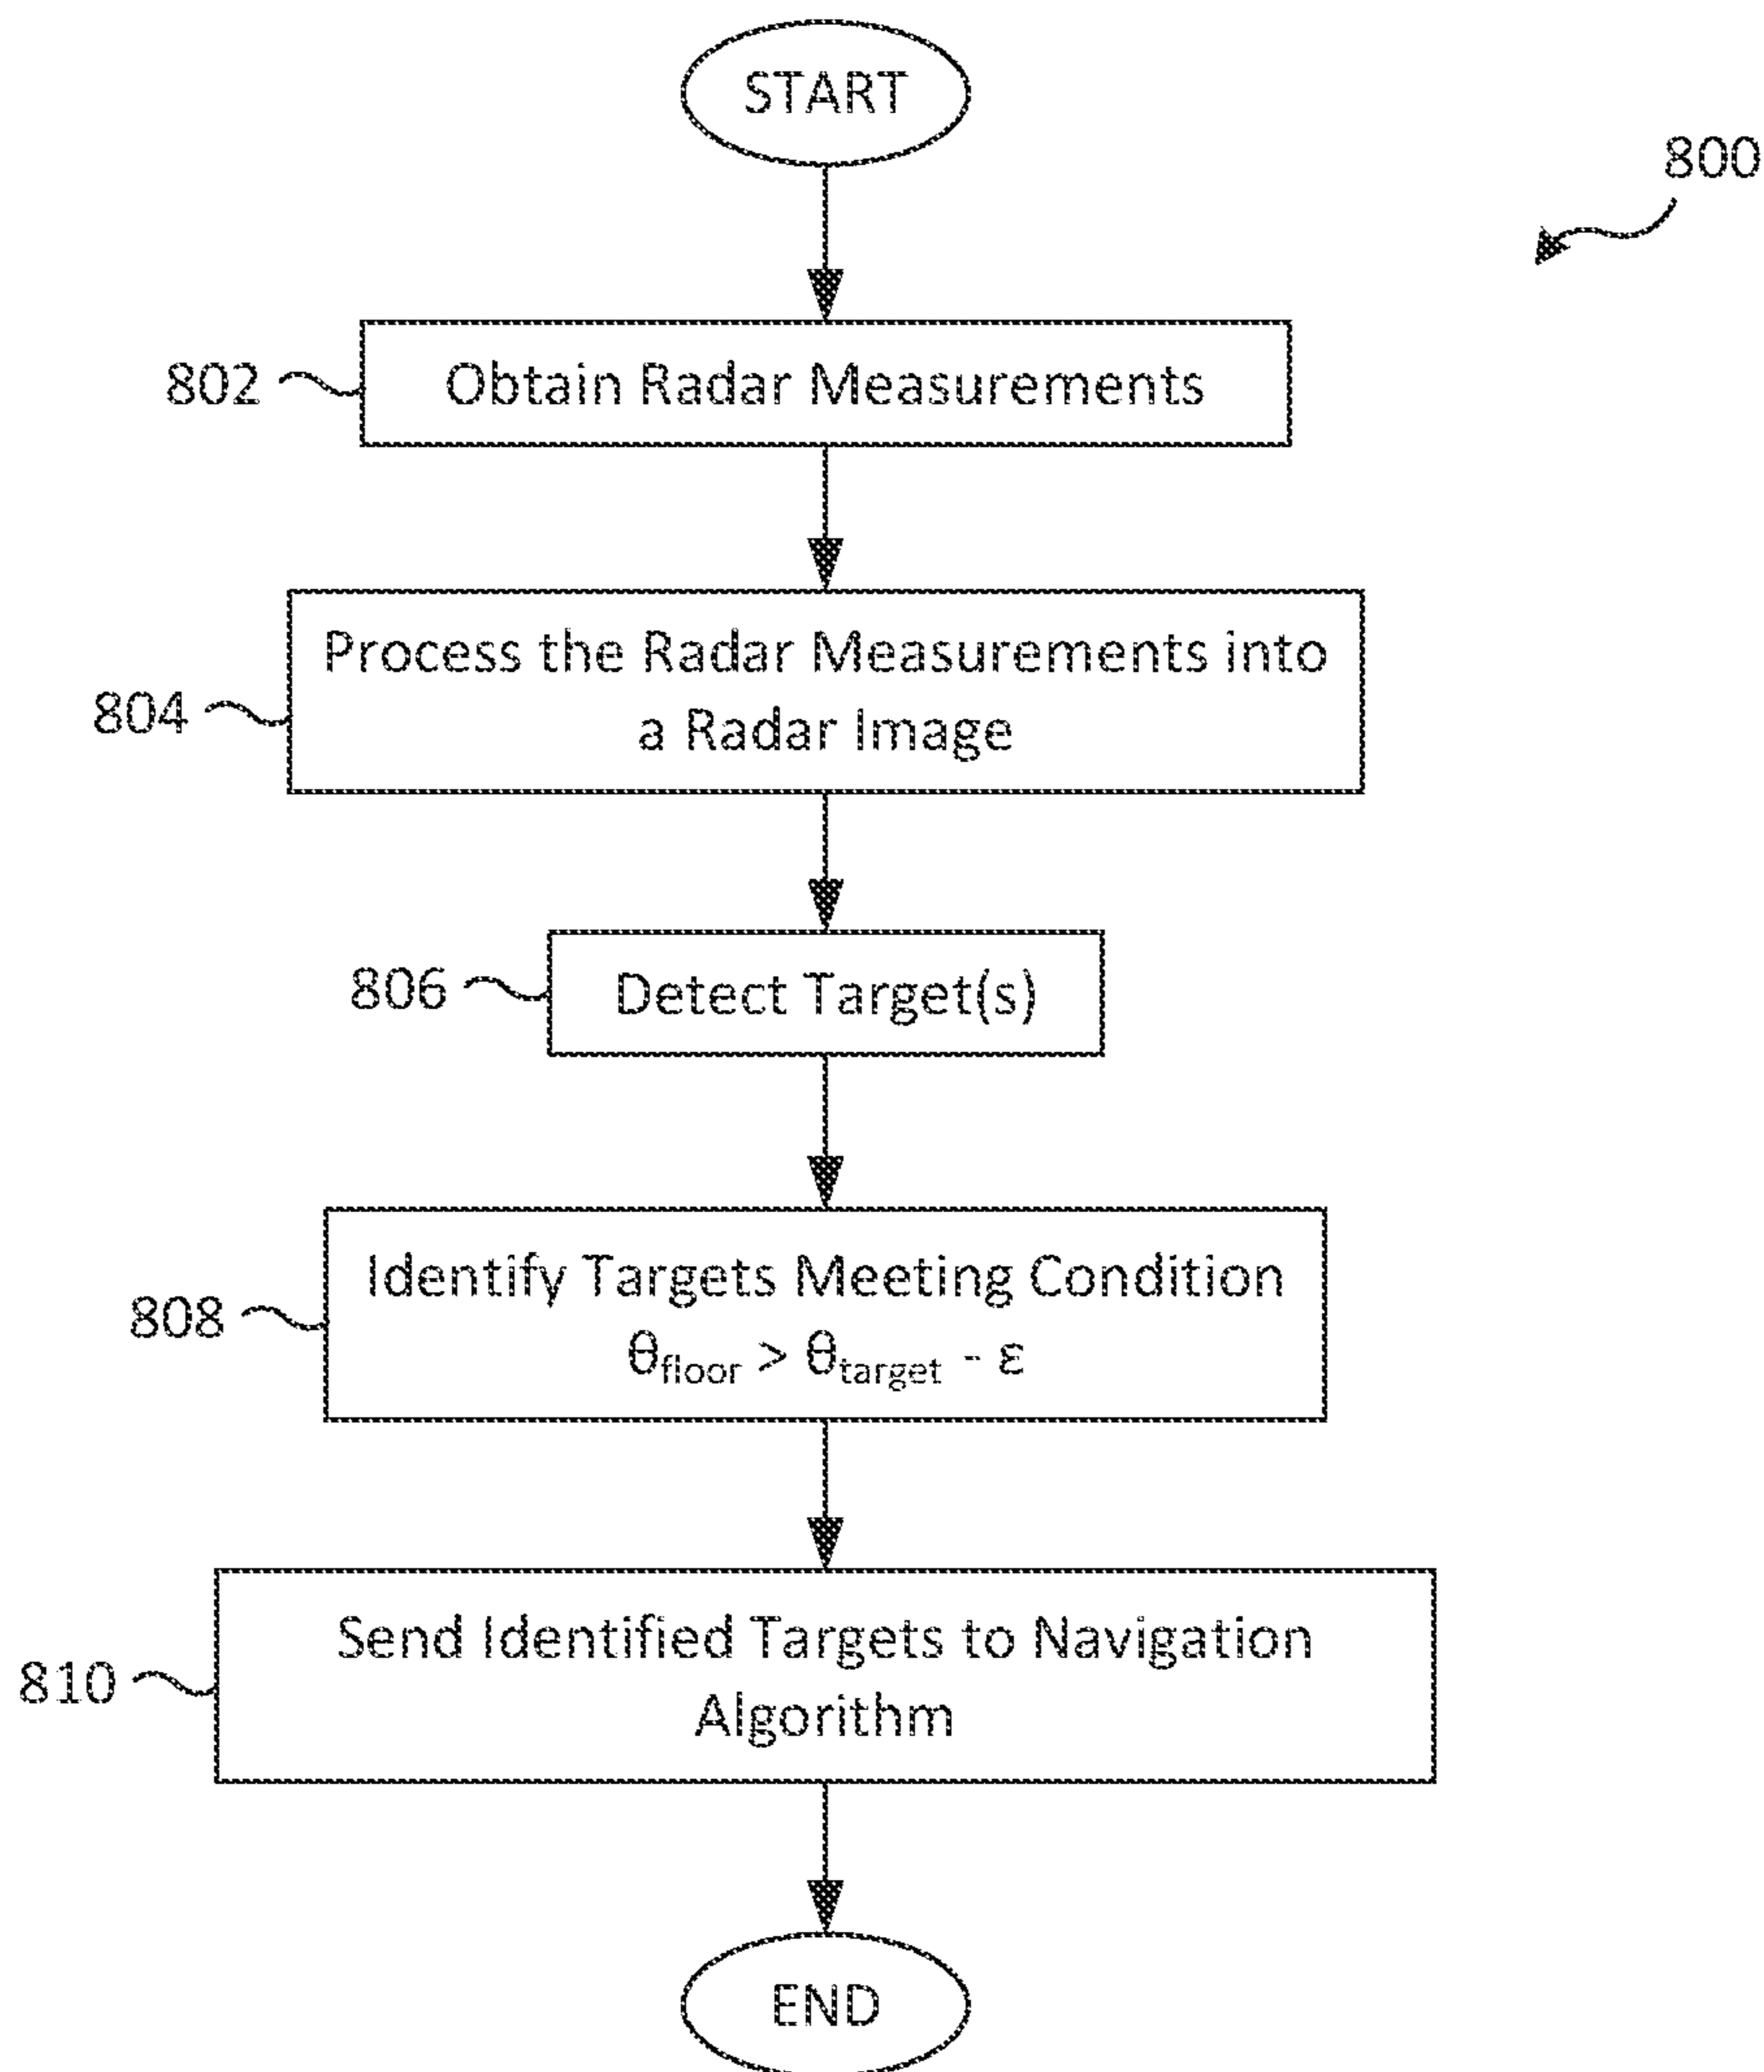 START
800
802
Obtain Radar Measurements
Process the Radar Measurements into
804
a Radar Image
806
Detect Target(s)
Identify Targets Meeting Condition
808
θfloor > θtarget - ε
Send Identified Targets to Navigation
810
Algorithm
END